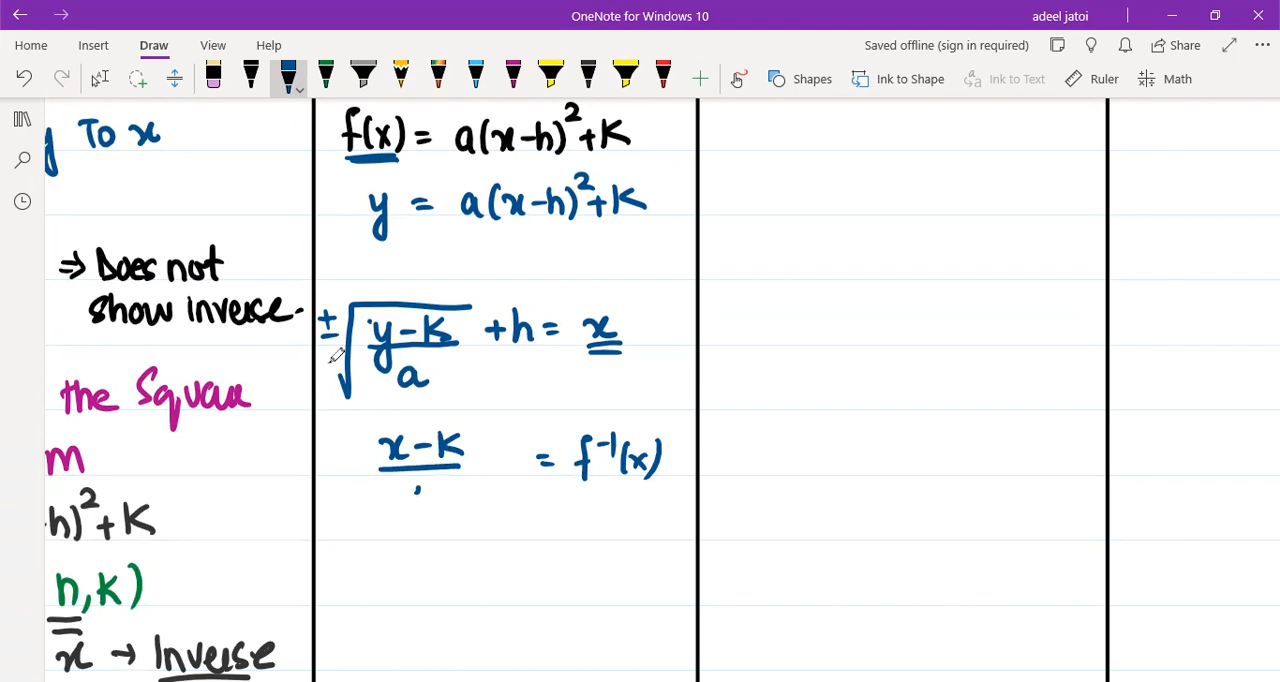 OneNote for Windows 10
adeel jatoi
Home Insert Draw View Help
Saved offline (sign in required)
Share
Shapes
Ink to Shape
Ink to Text
Ruler
Math
y To x
⇒ Does not
show inverse.
the Square
m
-h)²+K
h,k)
x → Inverse
f(x) = a(x-h)²+K
y = a(x-h)²+K
±√((y-K)/a) +h = x
x-K = f⁻¹(x)